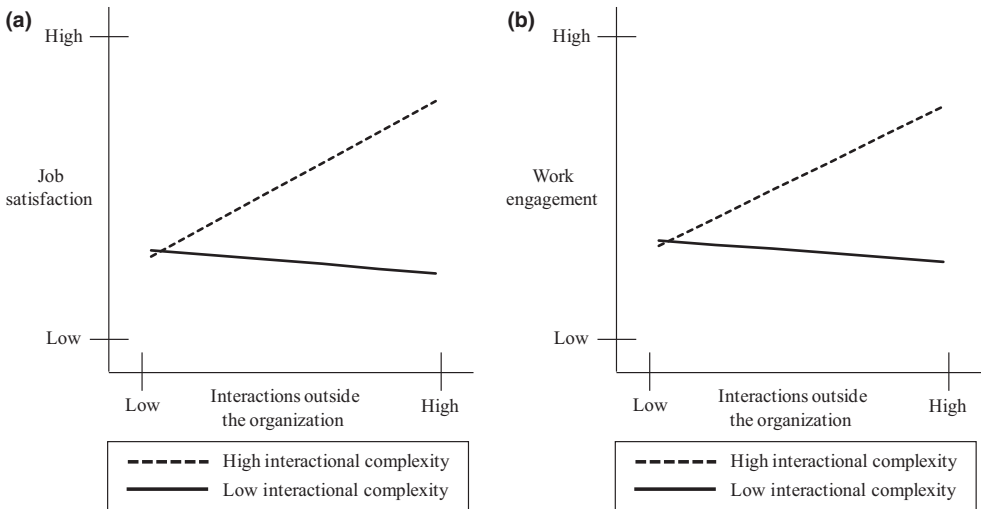 (a)
High
Job
satisfaction
Low
Low
Interactions outside
the organization
High
High interactional complexity
Low interactional complexity
(b)
High
Work
engagement
Low
Low
Interactions outside
the organization
High
High interactional complexity
Low interactional complexity